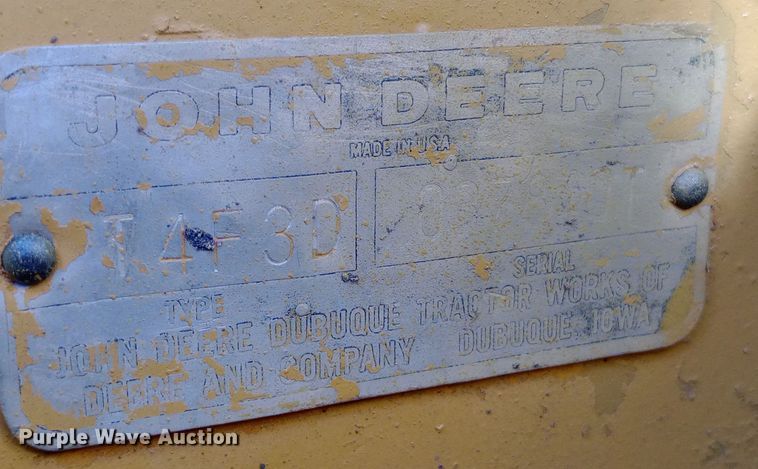 JOHN DEERE
MADE IN U.S.A.
T4F3D
TYPE
SERIAL
JOHN DEERE DUBUQUE TRACTOR WORKS OF
DEERE AND COMPANY DUBUQUE, IOWA
Purple Wave Auction